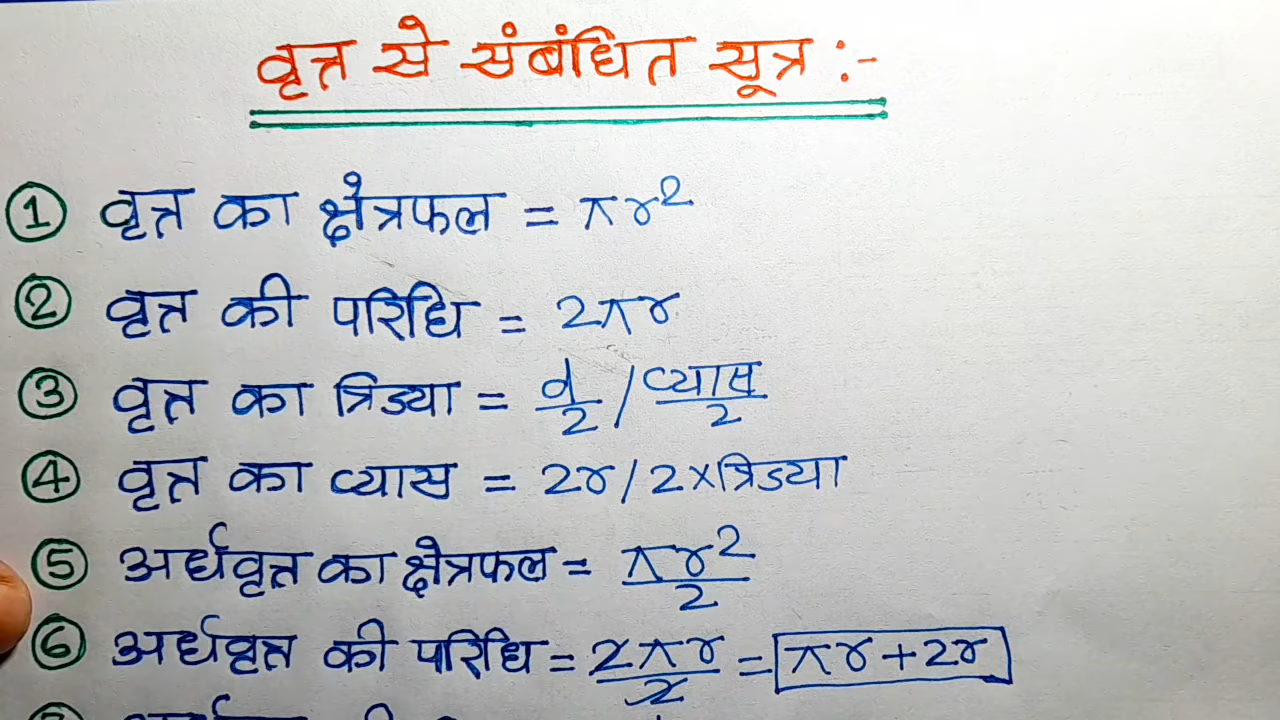 वृत्त से संबंधित सूत्र :-
① वृत्त का क्षेत्रफल = πr²
② वृत्त की परिधि = 2πr
③ वृत्त का त्रिज्या = d/2 / व्यास/2
④ वृत्त का व्यास = 2r / 2×त्रिज्या
⑤ अर्धवृत्त का क्षेत्रफल = πr²/2
⑥ अर्धवृत्त की परिधि = 2πr/2 = πr+2r